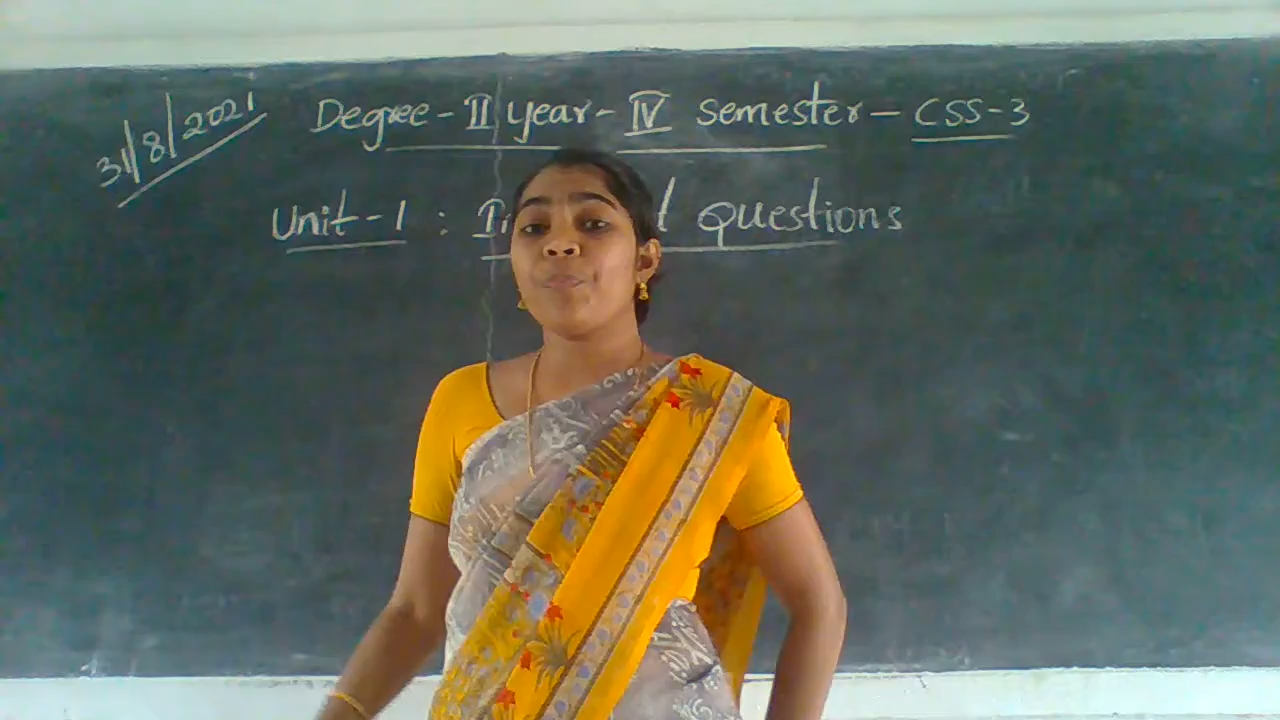 31/8/2021
Degree - II year - IV semester - CSS-3
Unit - 1 : Questions